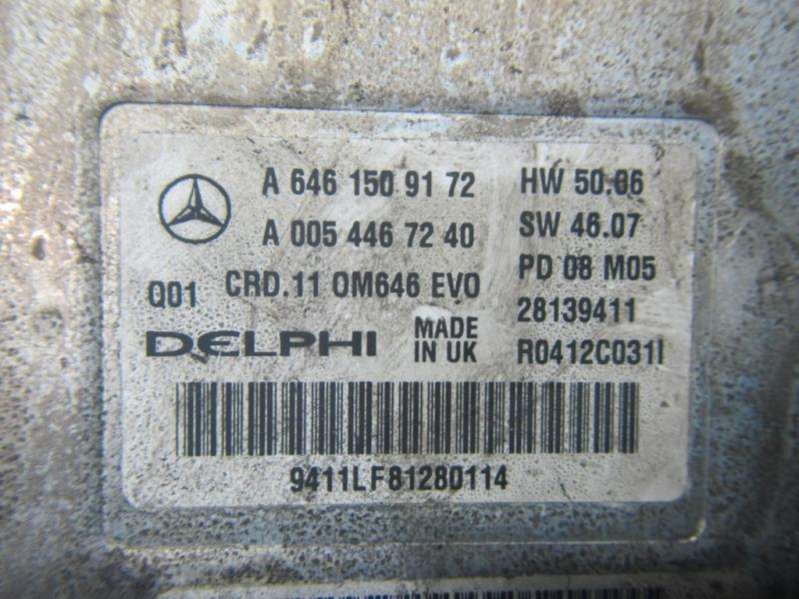 A 646 150 91 72 HW 50.06
A 005 446 72 40 SW 46.07
Q01 CRD.11 OM646 EVO PD 08 M05
28139411
DELPHI MADE IN UK R0412C031I
9411LF81280114